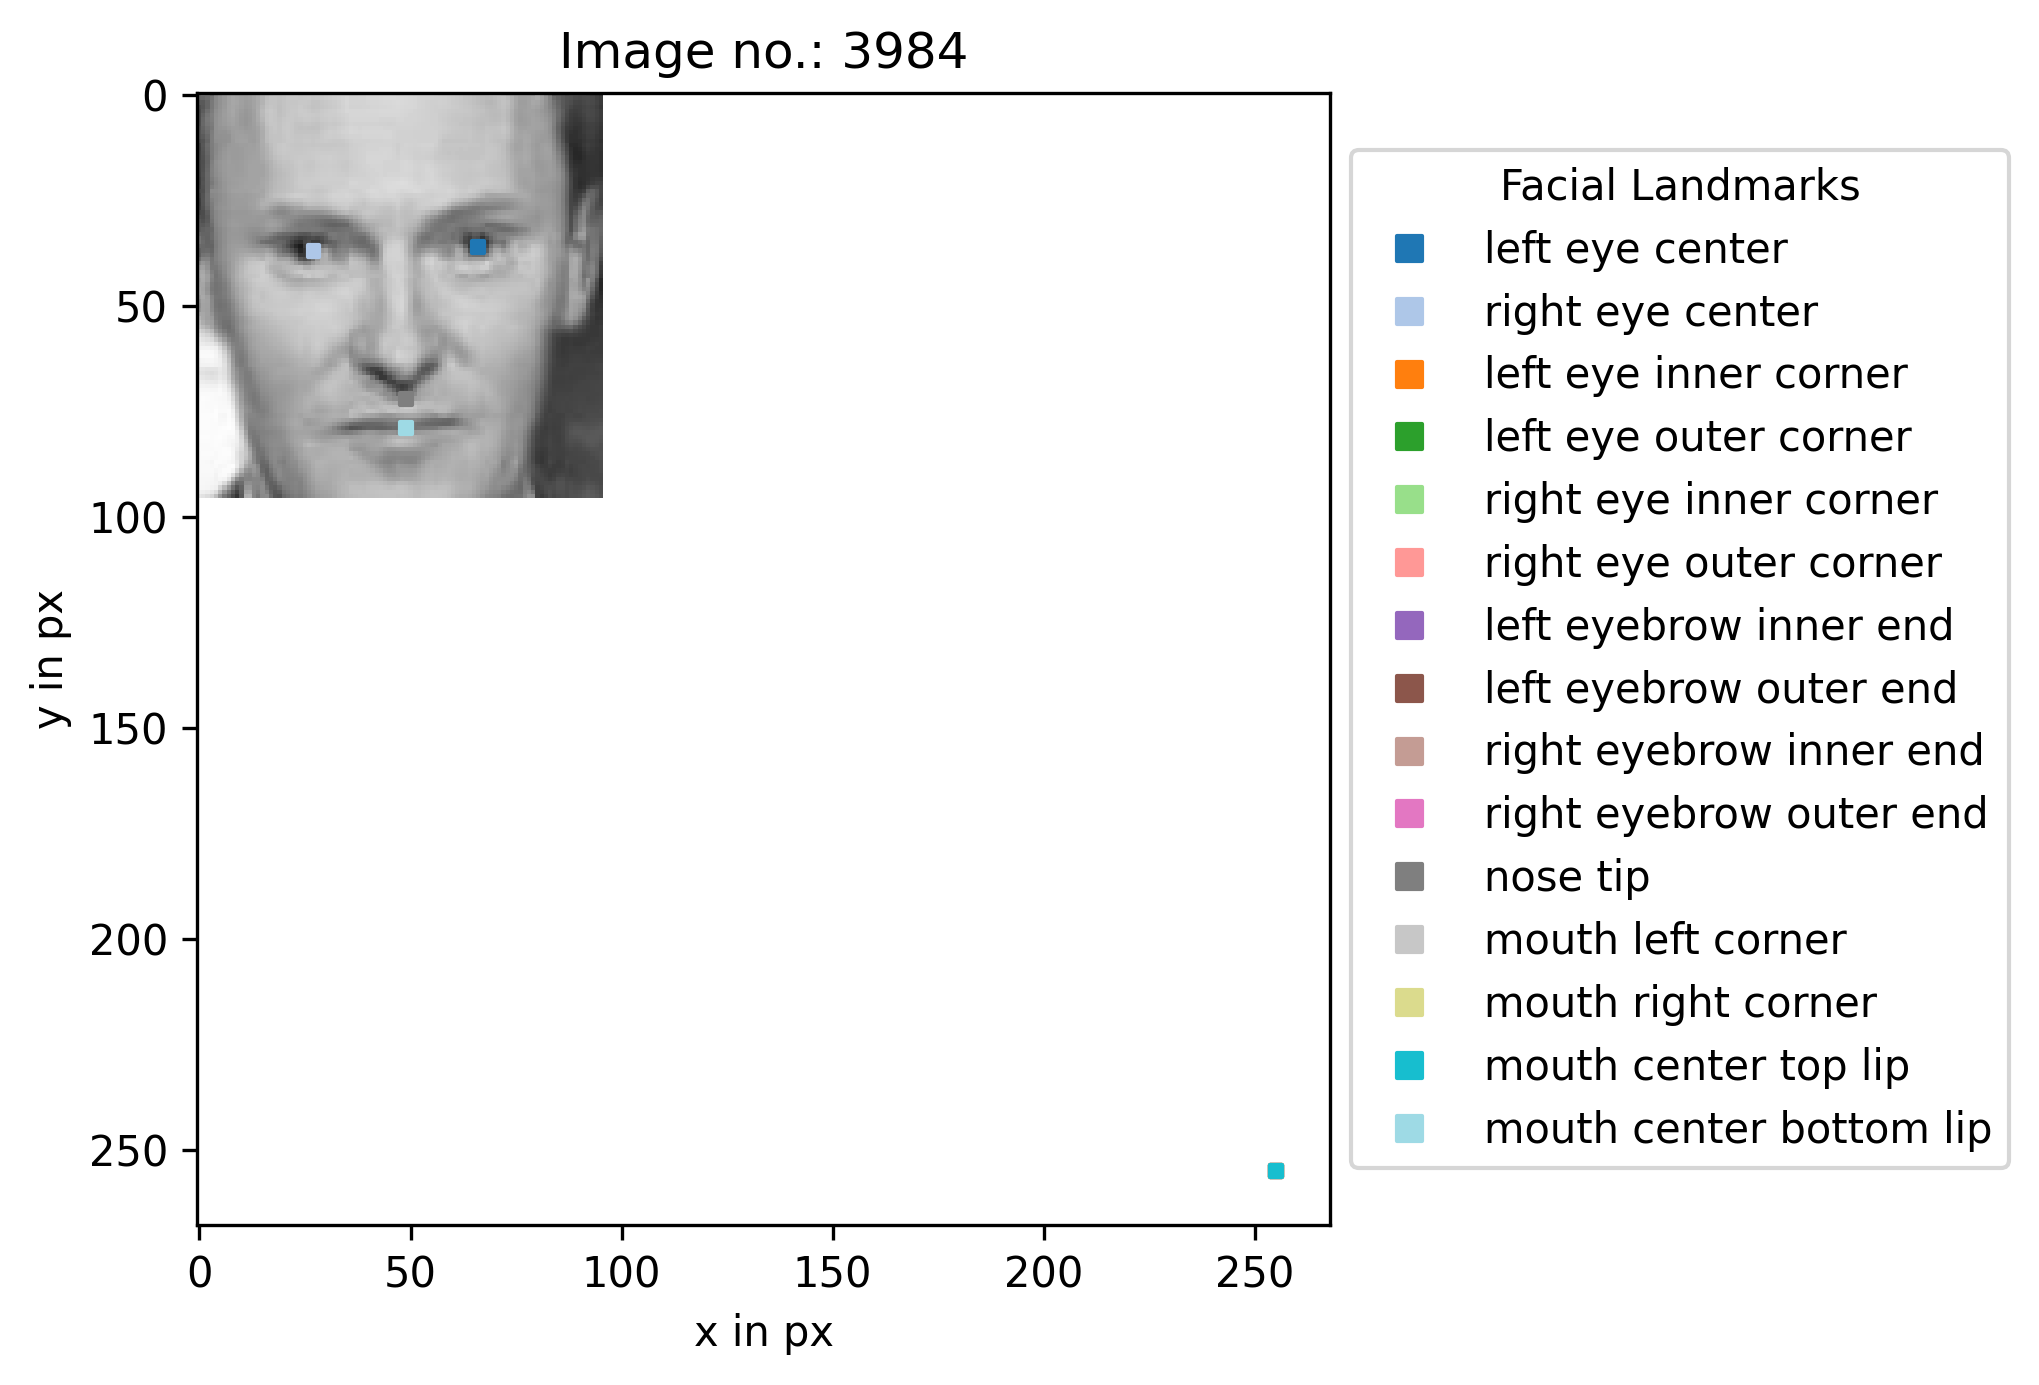 Image no.: 3984
0
50
100
150
200
250
y in px
0 50 100 150 200 250
x in px
Facial Landmarks
left eye center
right eye center
left eye inner corner
left eye outer corner
right eye inner corner
right eye outer corner
left eyebrow inner end
left eyebrow outer end
right eyebrow inner end
right eyebrow outer end
nose tip
mouth left corner
mouth right corner
mouth center top lip
mouth center bottom lip